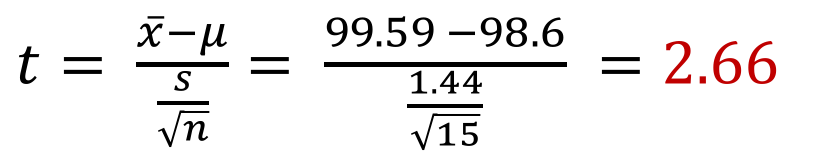 t = (x̄−μ)/(s/√n) = (99.59 −98.6)/(1.44/√15) = 2.66